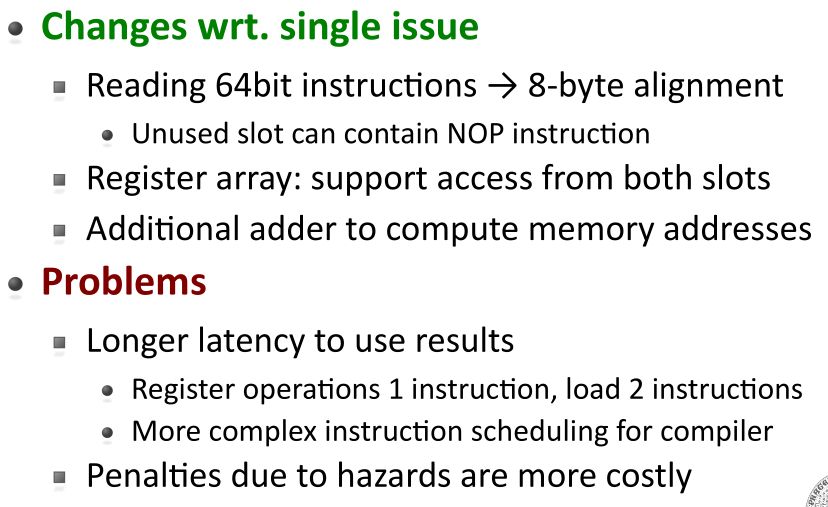 Changes wrt. single issue
Reading 64bit instructions → 8-byte alignment
Unused slot can contain NOP instruction
Register array: support access from both slots
Additional adder to compute memory addresses
Problems
Longer latency to use results
Register operations 1 instruction, load 2 instructions
More complex instruction scheduling for compiler
Penalties due to hazards are more costly